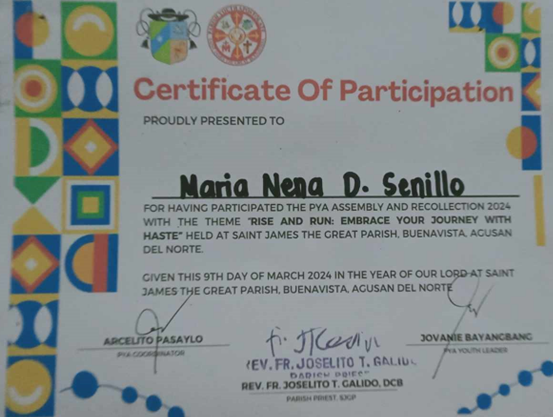 Certificate Of Participation
PROUDLY PRESENTED TO
Maria Nena D. Senillo
FOR HAVING PARTICIPATED THE PYA ASSEMBLY AND RECOLLECTION 2024
WITH THE THEME "RISE AND RUN: EMBRACE YOUR JOURNEY WITH
HASTE" HELD AT SAINT JAMES THE GREAT PARISH, BUENAVISTA, AGUSAN
DEL NORTE.
GIVEN THIS 9TH DAY OF MARCH 2024 IN THE YEAR OF OUR LORD AT SAINT
JAMES THE GREAT PARISH, BUENAVISTA, AGUSAN DEL NORTE
ARCELITO PASAYLO
PYA COORDINATOR
JOVANIE BAYANGBANG
PYA YOUTH LEADER
REV. FR. JOSELITO T. GALIDO
PARISH PRIEST
REV. FR. JOSELITO T. GALIDO, DCB
PARISH PRIEST, SJGP